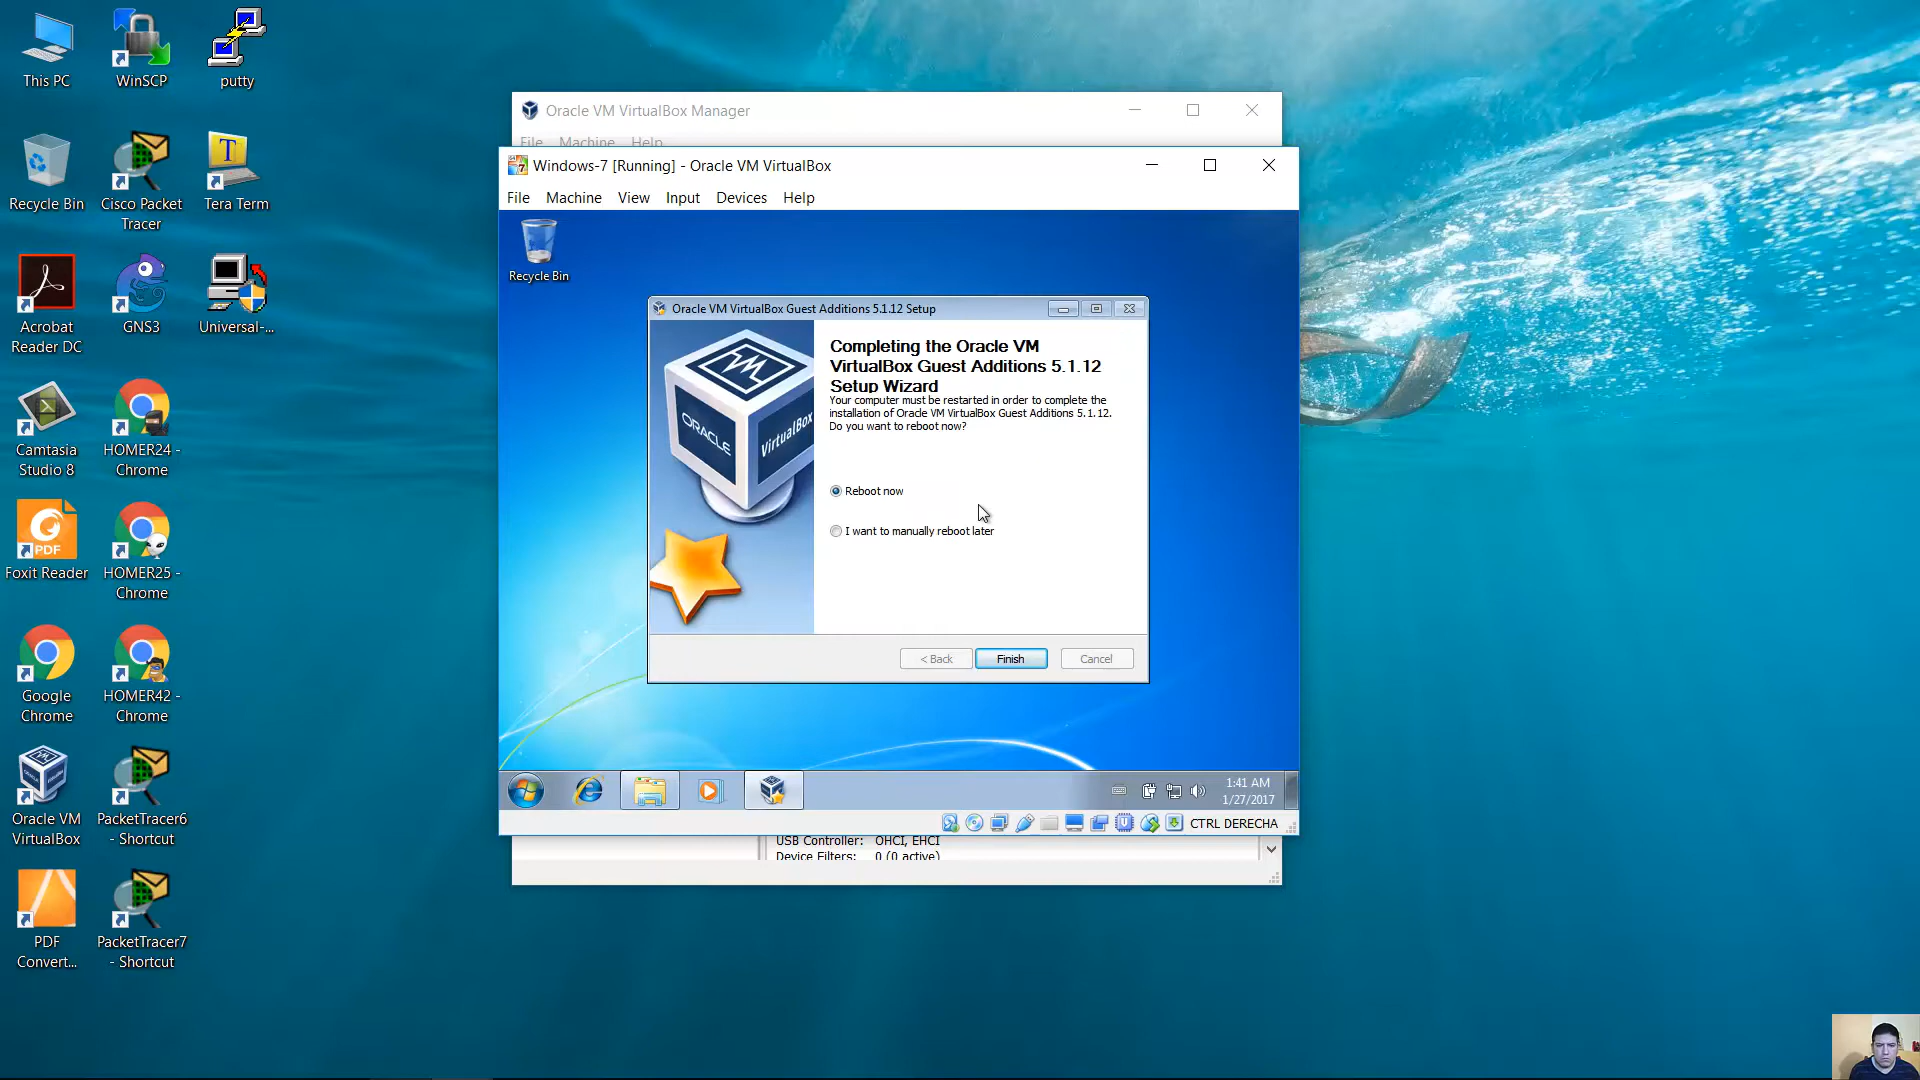 This PC
WinSCP
putty
Recycle Bin
Cisco Packet
Tracer
Tera Term
Acrobat
Reader DC
GNS3
Universal-...
Camtasia
Studio 8
HOMER24 -
Chrome
Foxit Reader
HOMER25 -
Chrome
Google
Chrome
HOMER42 -
Chrome
Oracle VM
VirtualBox
PacketTracer6
- Shortcut
PDF
Convert...
PacketTracer7
- Shortcut
Oracle VM VirtualBox Manager
File Machine Help
Windows-7 [Running] - Oracle VM VirtualBox
File Machine View Input Devices Help
Recycle Bin
Oracle VM VirtualBox Guest Additions 5.1.12 Setup
ORACLE
VirtualBox
Completing the Oracle VM
VirtualBox Guest Additions 5.1.12
Setup Wizard
Your computer must be restarted in order to complete the
installation of Oracle VM VirtualBox Guest Additions 5.1.12.
Do you want to reboot now?
Reboot now
I want to manually reboot later
< Back Finish Cancel
1:41 AM
1/27/2017
CTRL DERECHA
USB Controller: OHCI, EHCI
Device Filters: 0 (0 active)